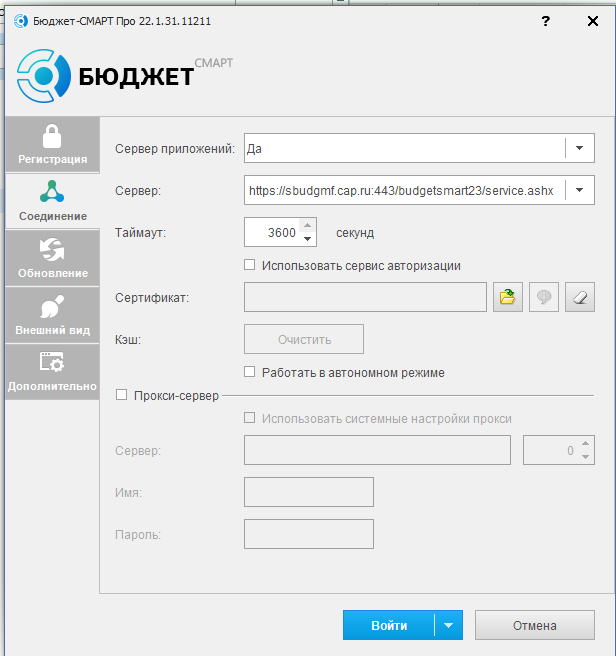 Бюджет-СМАРТ Про 22.1.31.11211 ?
БЮДЖЕТ СМАРТ
Регистрация
Соединение
Обновление
Внешний вид
Дополнительно
Сервер приложений: Да
Сервер: https://sbudgmf.cap.ru:443/budgetsmart23/service.ashx
Таймаут: 3600 секунд
Использовать сервис авторизации
Сертификат:
Кэш: Очистить
Работать в автономном режиме
Прокси-сервер
Использовать системные настройки прокси
Сервер: 0
Имя:
Пароль:
Войти Отмена